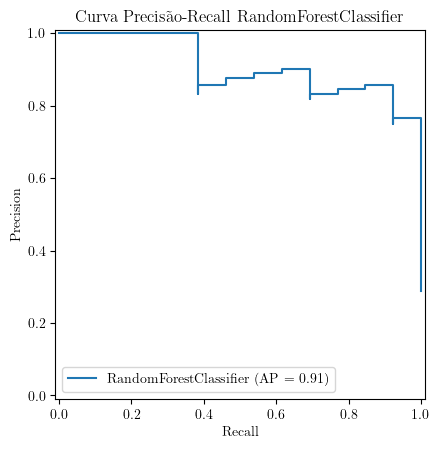 Curva Precisão-Recall RandomForestClassifier
1.0
0.8
0.6
0.4
0.2
0.0
Precision
RandomForestClassifier (AP = 0.91)
0.0 0.2 0.4 0.6 0.8 1.0
Recall